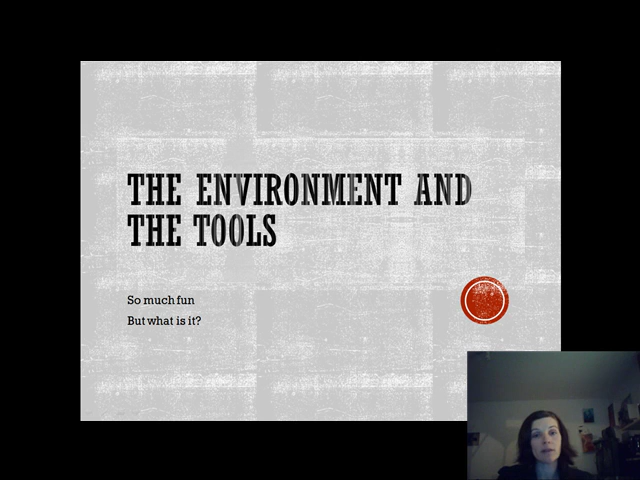 THE ENVIRONMENT AND
THE TOOLS
So much fun
But what is it?